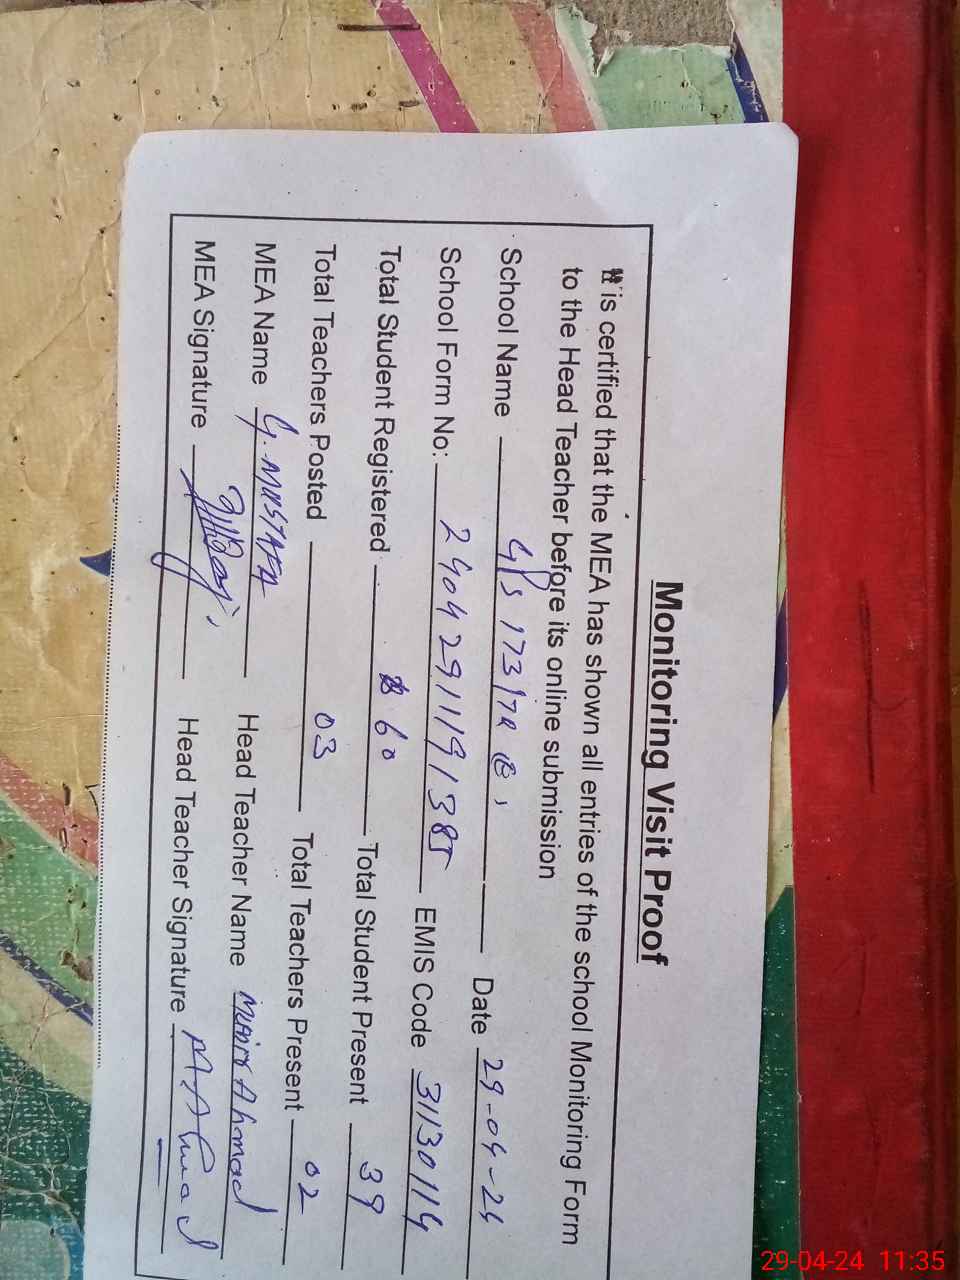 Monitoring Visit Proof
It is certified that the MEA has shown all entries of the school Monitoring Form
to the Head Teacher before its online submission
School Name GPS 173/7R Date 29-04-24
School Form No: 24042911191385 EMIS Code 31130114
Total Student Registered 60 Total Student Present 39
Total Teachers Posted 03 Total Teachers Present 02
MEA Name G. MUSTAFA Head Teacher Name Munir Ahmad
MEA Signature Head Teacher Signature M Ahmad
29-04-24 11:35